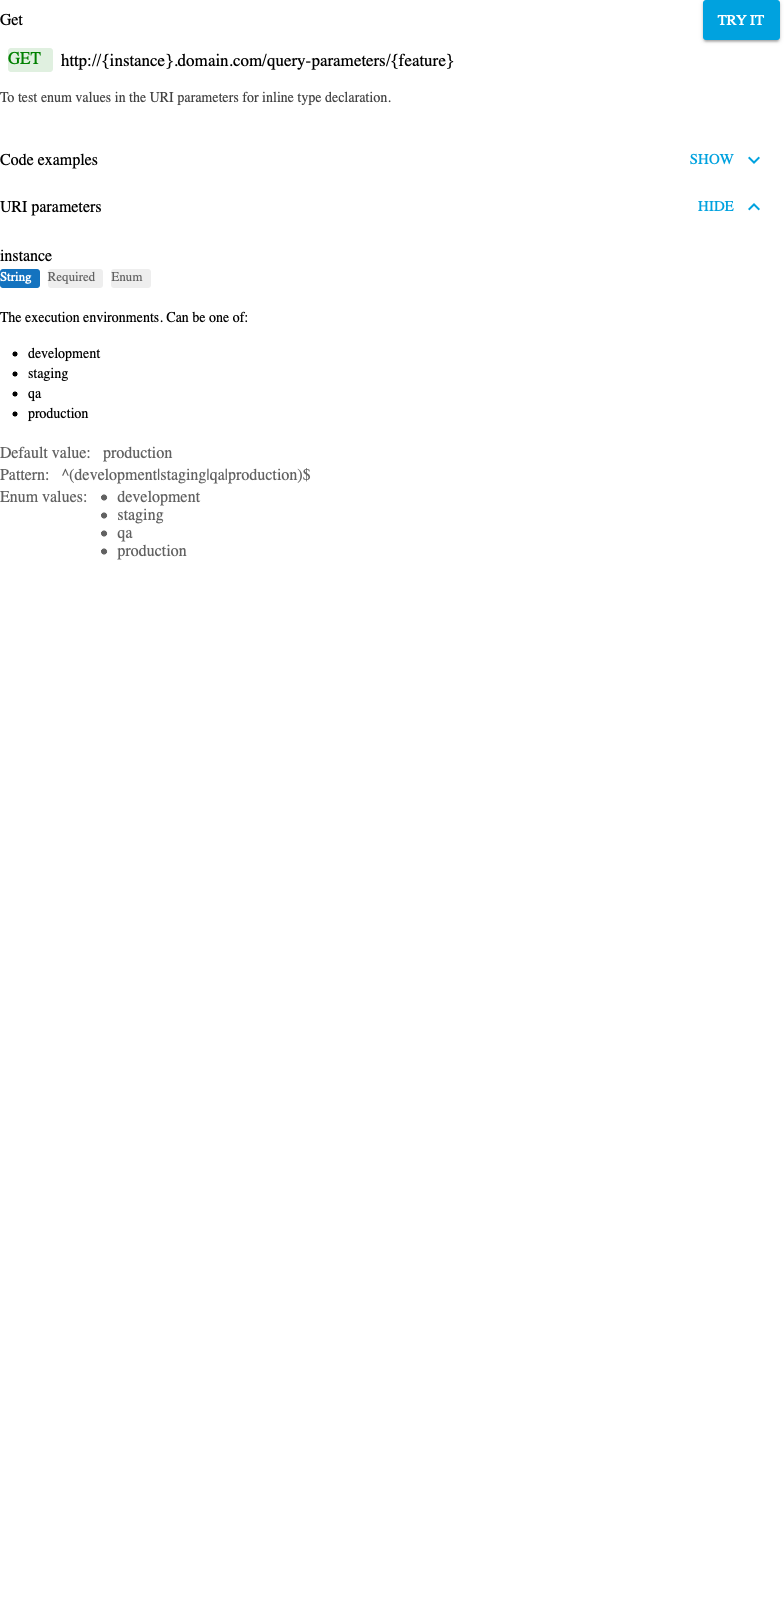 Get
TRY IT
GET http://{instance}.domain.com/query-parameters/{feature}
To test enum values in the URI parameters for inline type declaration.
Code examples SHOW
URI parameters HIDE
instance
String Required Enum
The execution environments. Can be one of:
development
staging
qa
production
Default value: production
Pattern: ^(development|staging|qa|production)$
Enum values: development
staging
qa
production